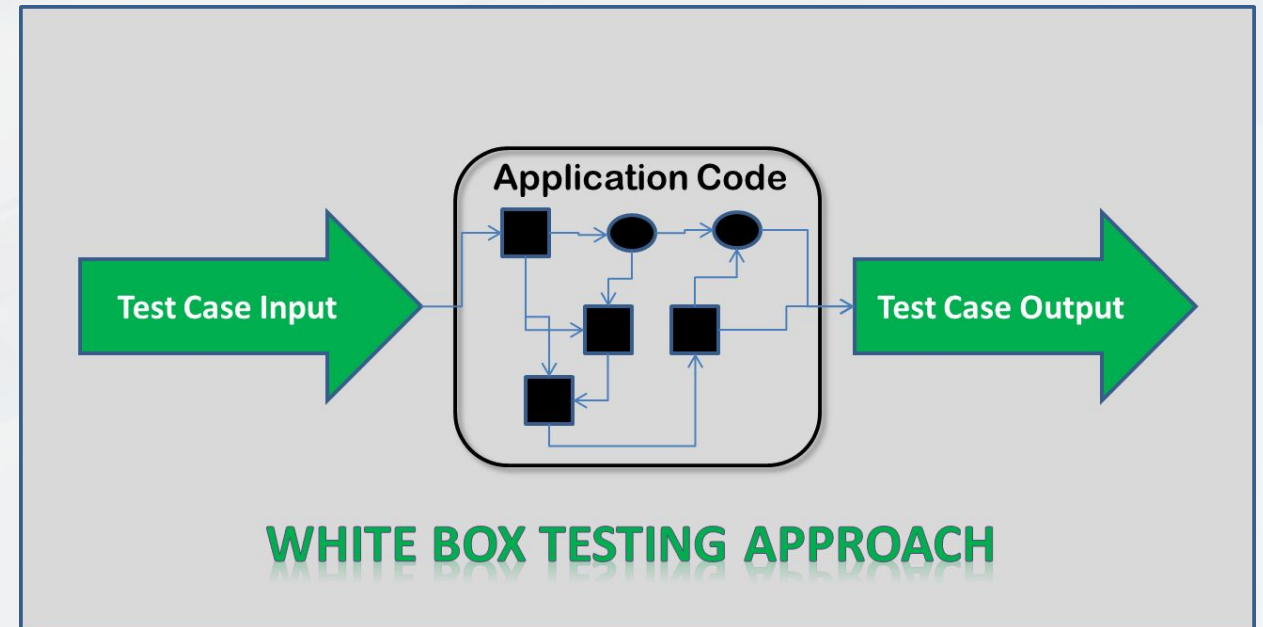 Application Code
Test Case Input
Test Case Output
WHITE BOX TESTING APPROACH